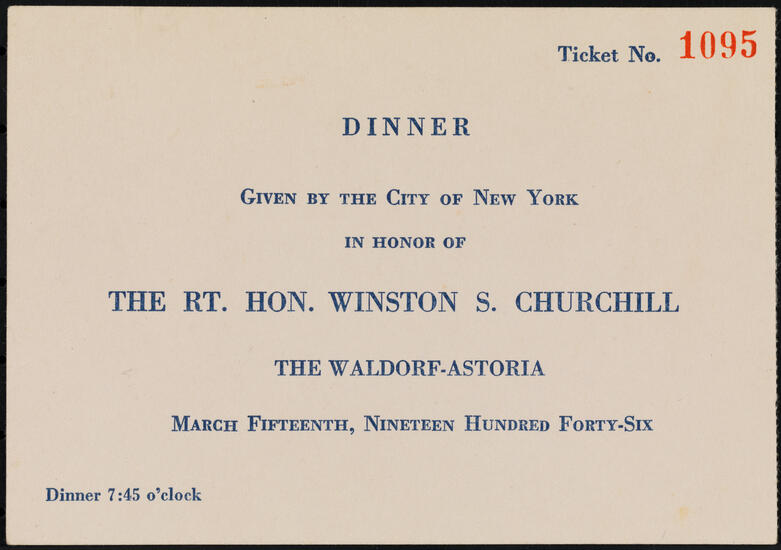 Ticket No. 1095
DINNER
GIVEN BY THE CITY OF NEW YORK
IN HONOR OF
THE RT. HON. WINSTON S. CHURCHILL
THE WALDORF-ASTORIA
MARCH FIFTEENTH, NINETEEN HUNDRED FORTY-SIX
Dinner 7:45 o'clock